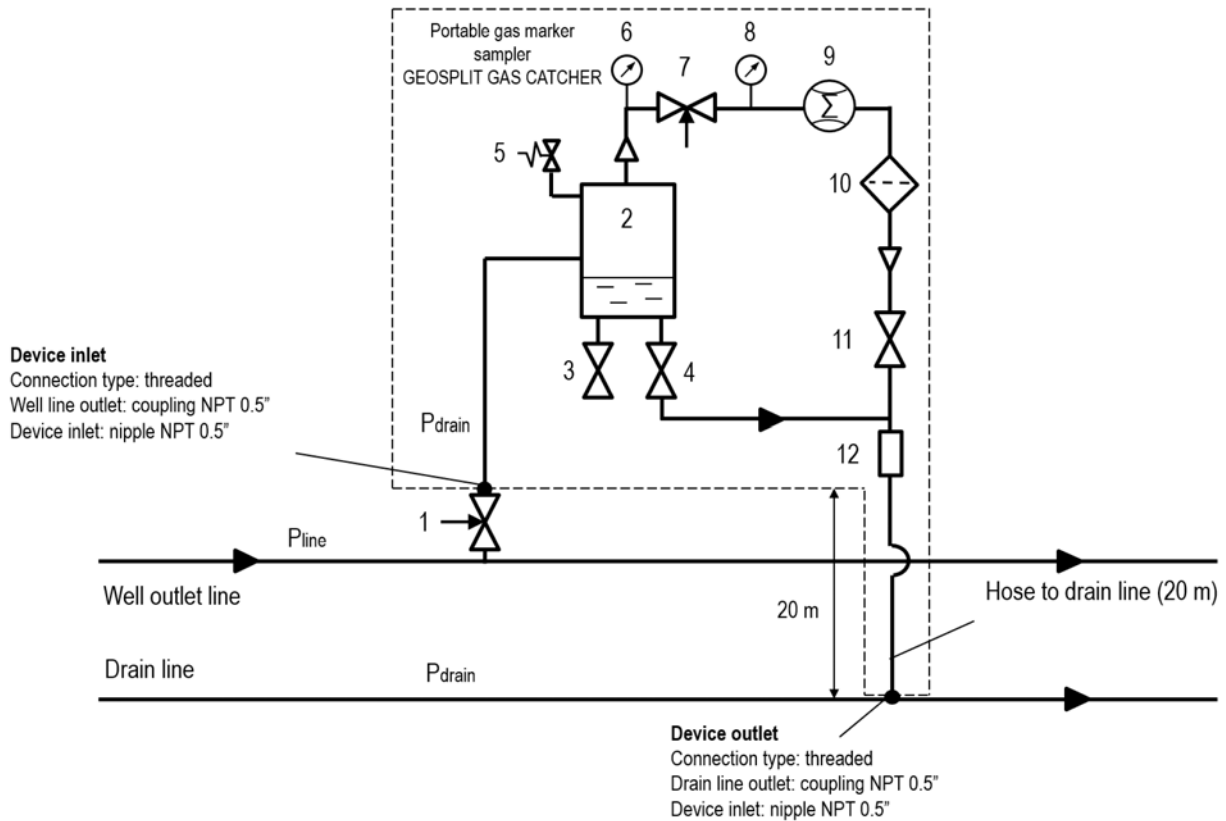 Portable gas marker
sampler
GEOSPLIT GAS CATCHER
6
7
8
9
Σ
5
2
10
3
4
11
Device inlet
Connection type: threaded
Well line outlet: coupling NPT 0.5”
Device inlet: nipple NPT 0.5”
Pdrain
12
1
Pline
Well outlet line
20 m
Hose to drain line (20 m)
Drain line
Pdrain
Device outlet
Connection type: threaded
Drain line outlet: coupling NPT 0.5”
Device inlet: nipple NPT 0.5”